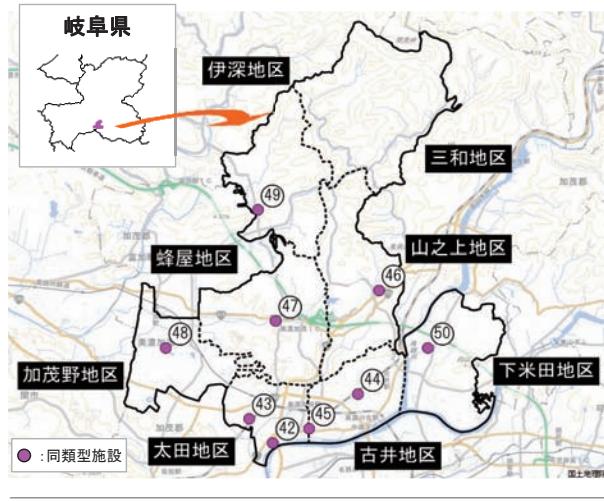 岐阜県
伊深地区
三和地区
49
山之上地区
蜂屋地区
46
47
48
50
加茂野地区
下米田地区
44
43
45
42
太田地区
古井地区
:同類型施設
国土地理院